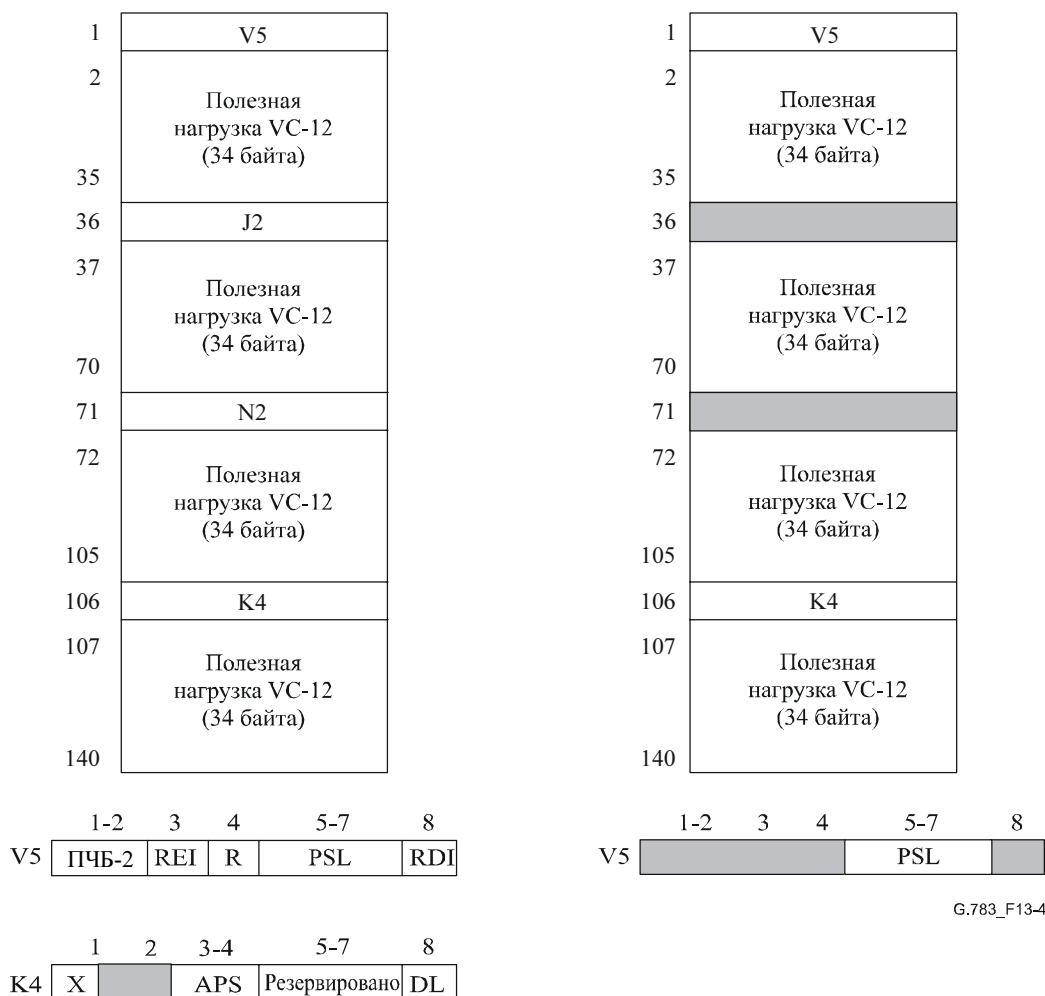 1 V5
2
Полезная
нагрузка VC-12
(34 байта)
35
36 J2
37
Полезная
нагрузка VC-12
(34 байта)
70
71 N2
72
Полезная
нагрузка VC-12
(34 байта)
105
106 K4
107
Полезная
нагрузка VC-12
(34 байта)
140
1-2 3 4 5-7 8
V5 ПЧБ-2 REI R PSL RDI
1 2 3-4 5-7 8
K4 X APS Резервировано DL
1 V5
2
Полезная
нагрузка VC-12
(34 байта)
35
36
37
Полезная
нагрузка VC-12
(34 байта)
70
71
72
Полезная
нагрузка VC-12
(34 байта)
105
106 K4
107
Полезная
нагрузка VC-12
(34 байта)
140
1-2 3 4 5-7 8
V5 PSL
G.783_F13-4